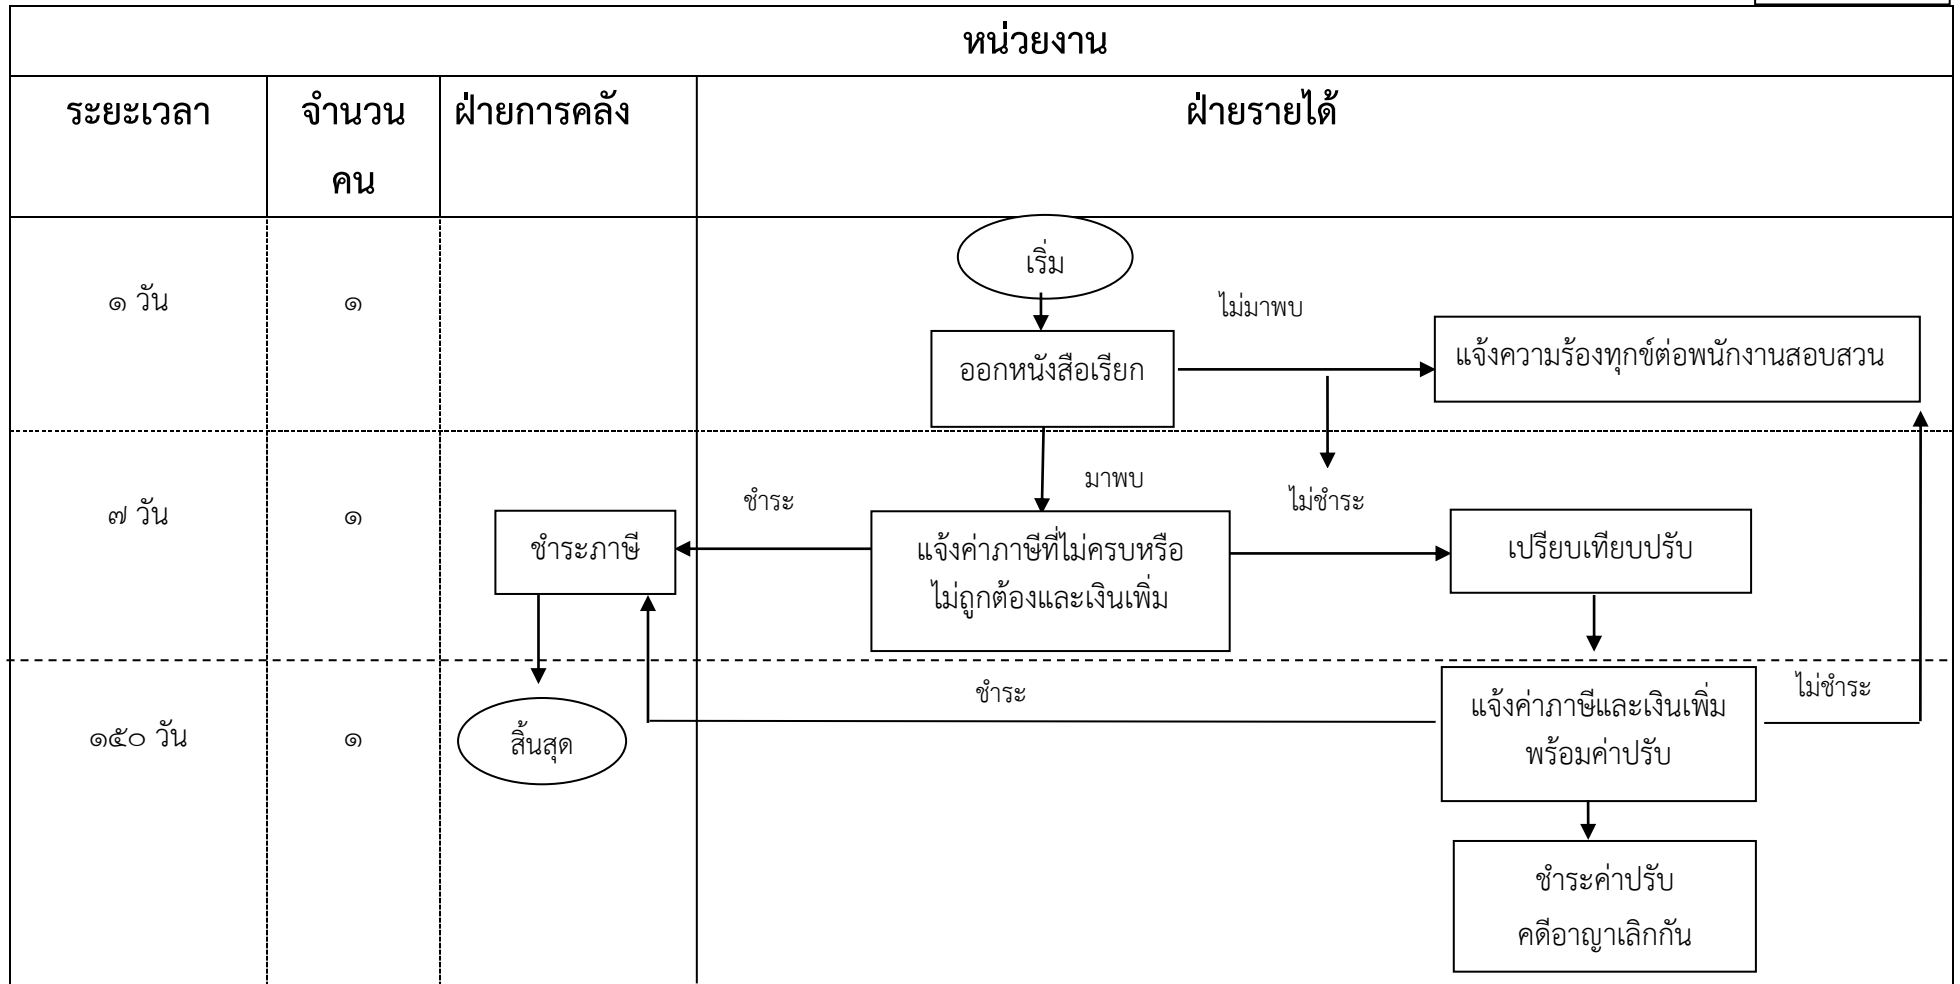 หน่วยงาน
ระยะเวลา
จำนวน
คน
ฝ่ายการคลัง
ฝ่ายรายได้
เริ่ม
๑ วัน
๑
ไม่มาพบ
ออกหนังสือเรียก
แจ้งความร้องทุกข์ต่อพนักงานสอบสวน
มาพบ
ชำระ
ไม่ชำระ
๗ วัน
๑
ชำระภาษี
แจ้งค่าภาษีที่ไม่ครบหรือ
ไม่ถูกต้องและเงินเพิ่ม
เปรียบเทียบปรับ
ชำระ
ไม่ชำระ
๑๕๐ วัน
๑
สิ้นสุด
แจ้งค่าภาษีและเงินเพิ่ม
พร้อมค่าปรับ
ชำระค่าปรับ
คดีอาญาเลิกกัน